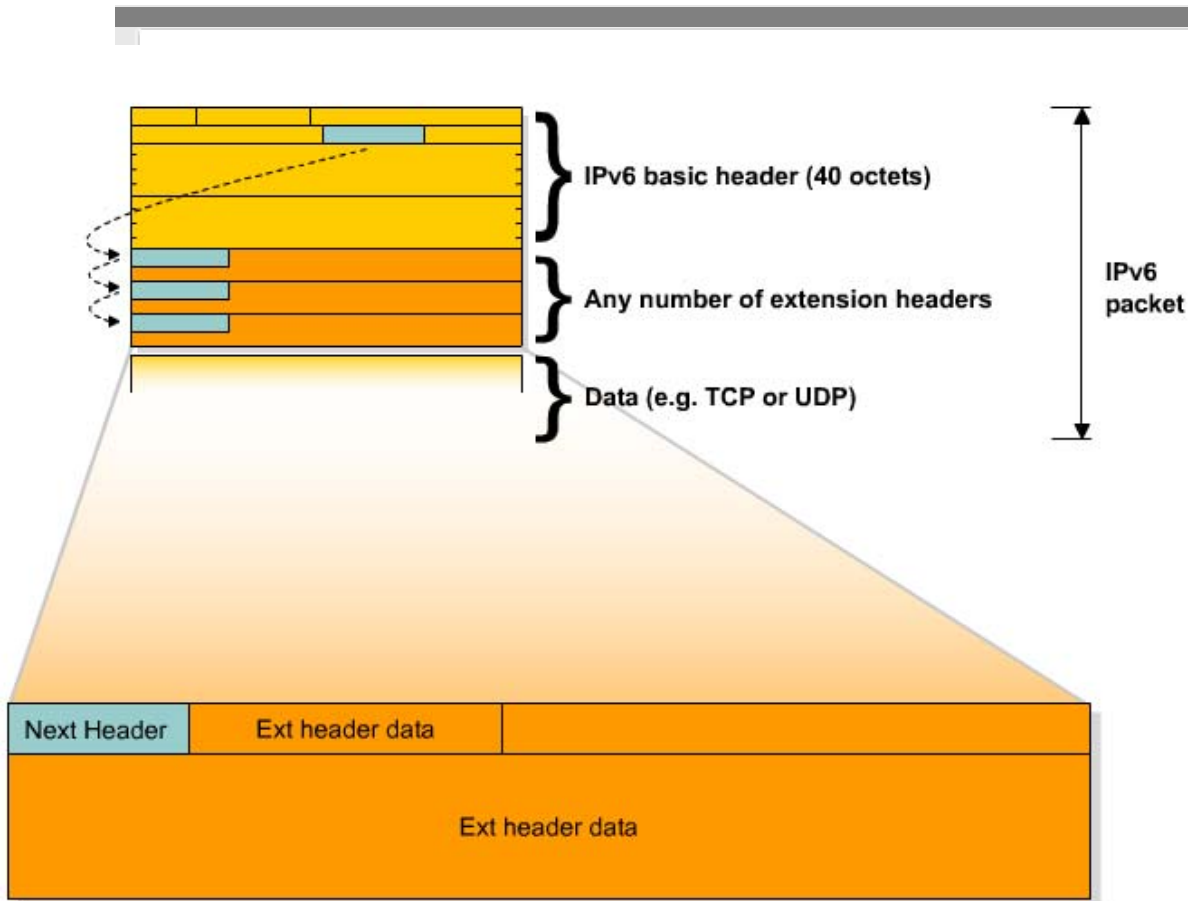 IPv6 basic header (40 octets)
Any number of extension headers
IPv6
packet
Data (e.g. TCP or UDP)
Next Header
Ext header data
Ext header data